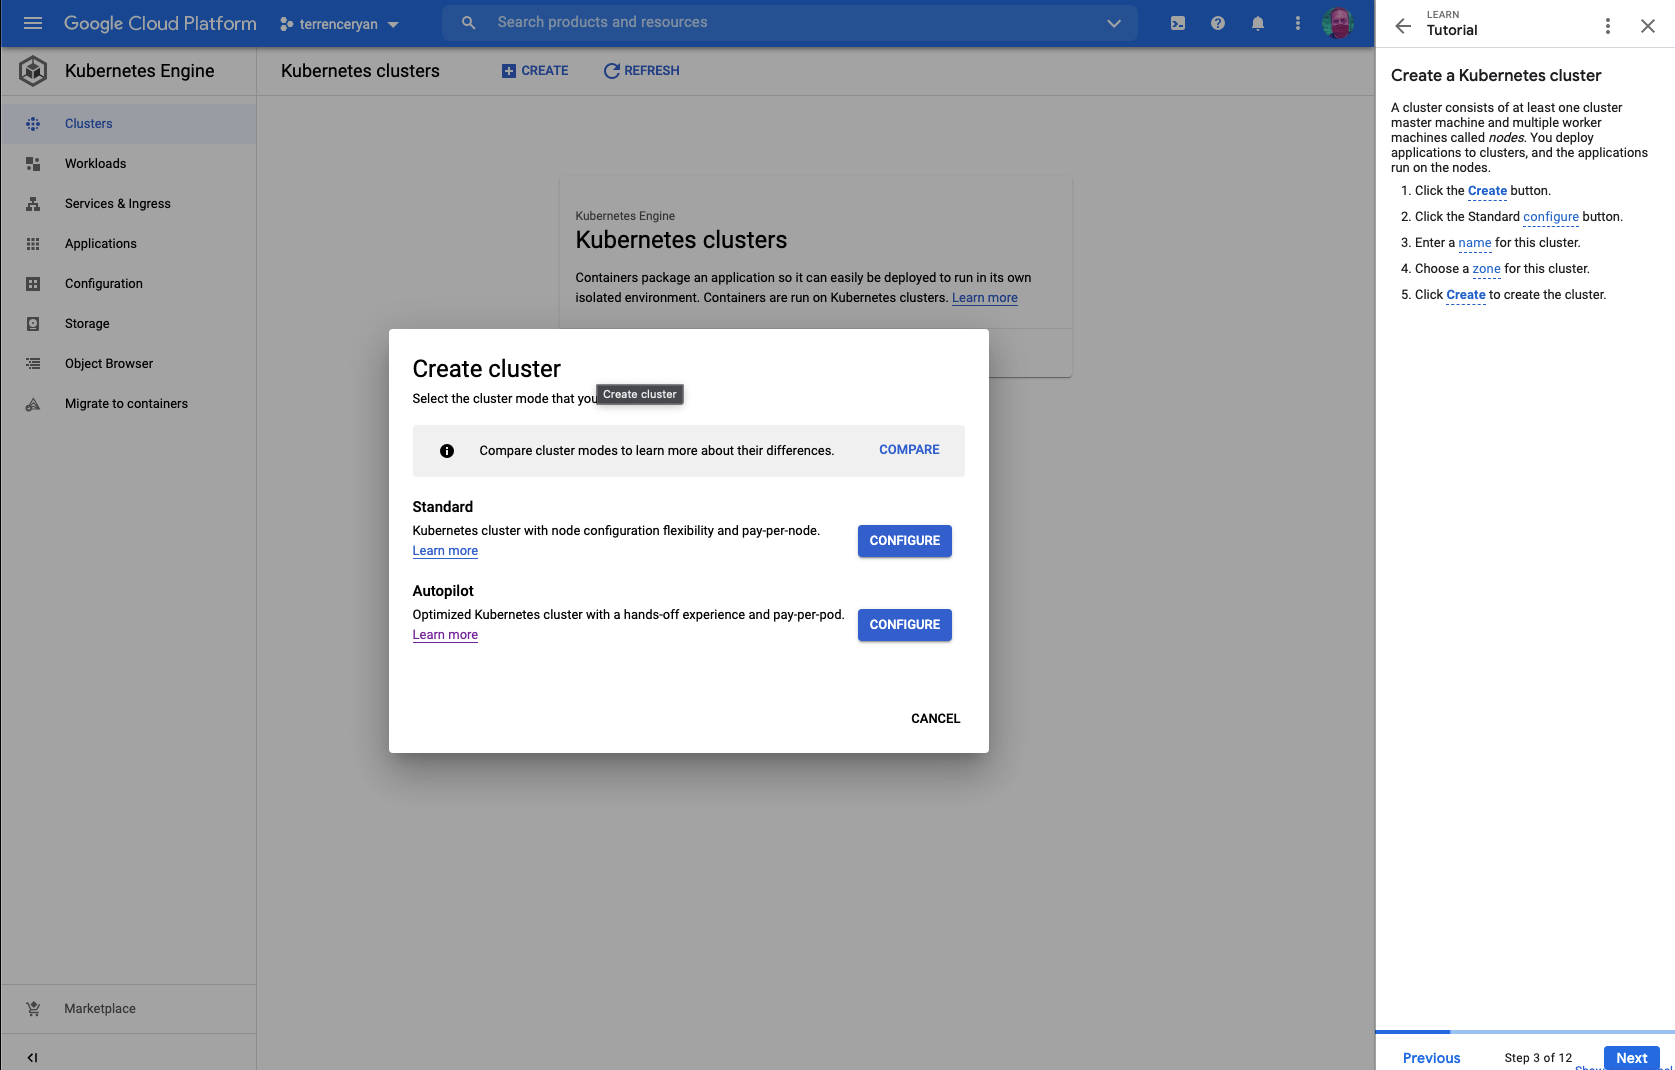 Google Cloud Platform
terrenceryan
Search products and resources
Kubernetes Engine
Kubernetes clusters
CREATE
REFRESH
Clusters
Workloads
Services & Ingress
Applications
Configuration
Storage
Object Browser
Migrate to containers
Marketplace
Kubernetes Engine
Kubernetes clusters
Containers package an application so it can easily be deployed to run in its own
isolated environment. Containers are run on Kubernetes clusters. Learn more
Create cluster
Select the cluster mode that you
Create cluster
Compare cluster modes to learn more about their differences.
COMPARE
Standard
Kubernetes cluster with node configuration flexibility and pay-per-node.
Learn more
CONFIGURE
Autopilot
Optimized Kubernetes cluster with a hands-off experience and pay-per-pod.
Learn more
CONFIGURE
CANCEL
LEARN
Tutorial
Create a Kubernetes cluster
A cluster consists of at least one cluster
master machine and multiple worker
machines called nodes. You deploy
applications to clusters, and the applications
run on the nodes.
1. Click the Create button.
2. Click the Standard configure button.
3. Enter a name for this cluster.
4. Choose a zone for this cluster.
5. Click Create to create the cluster.
Previous
Step 3 of 12
Next